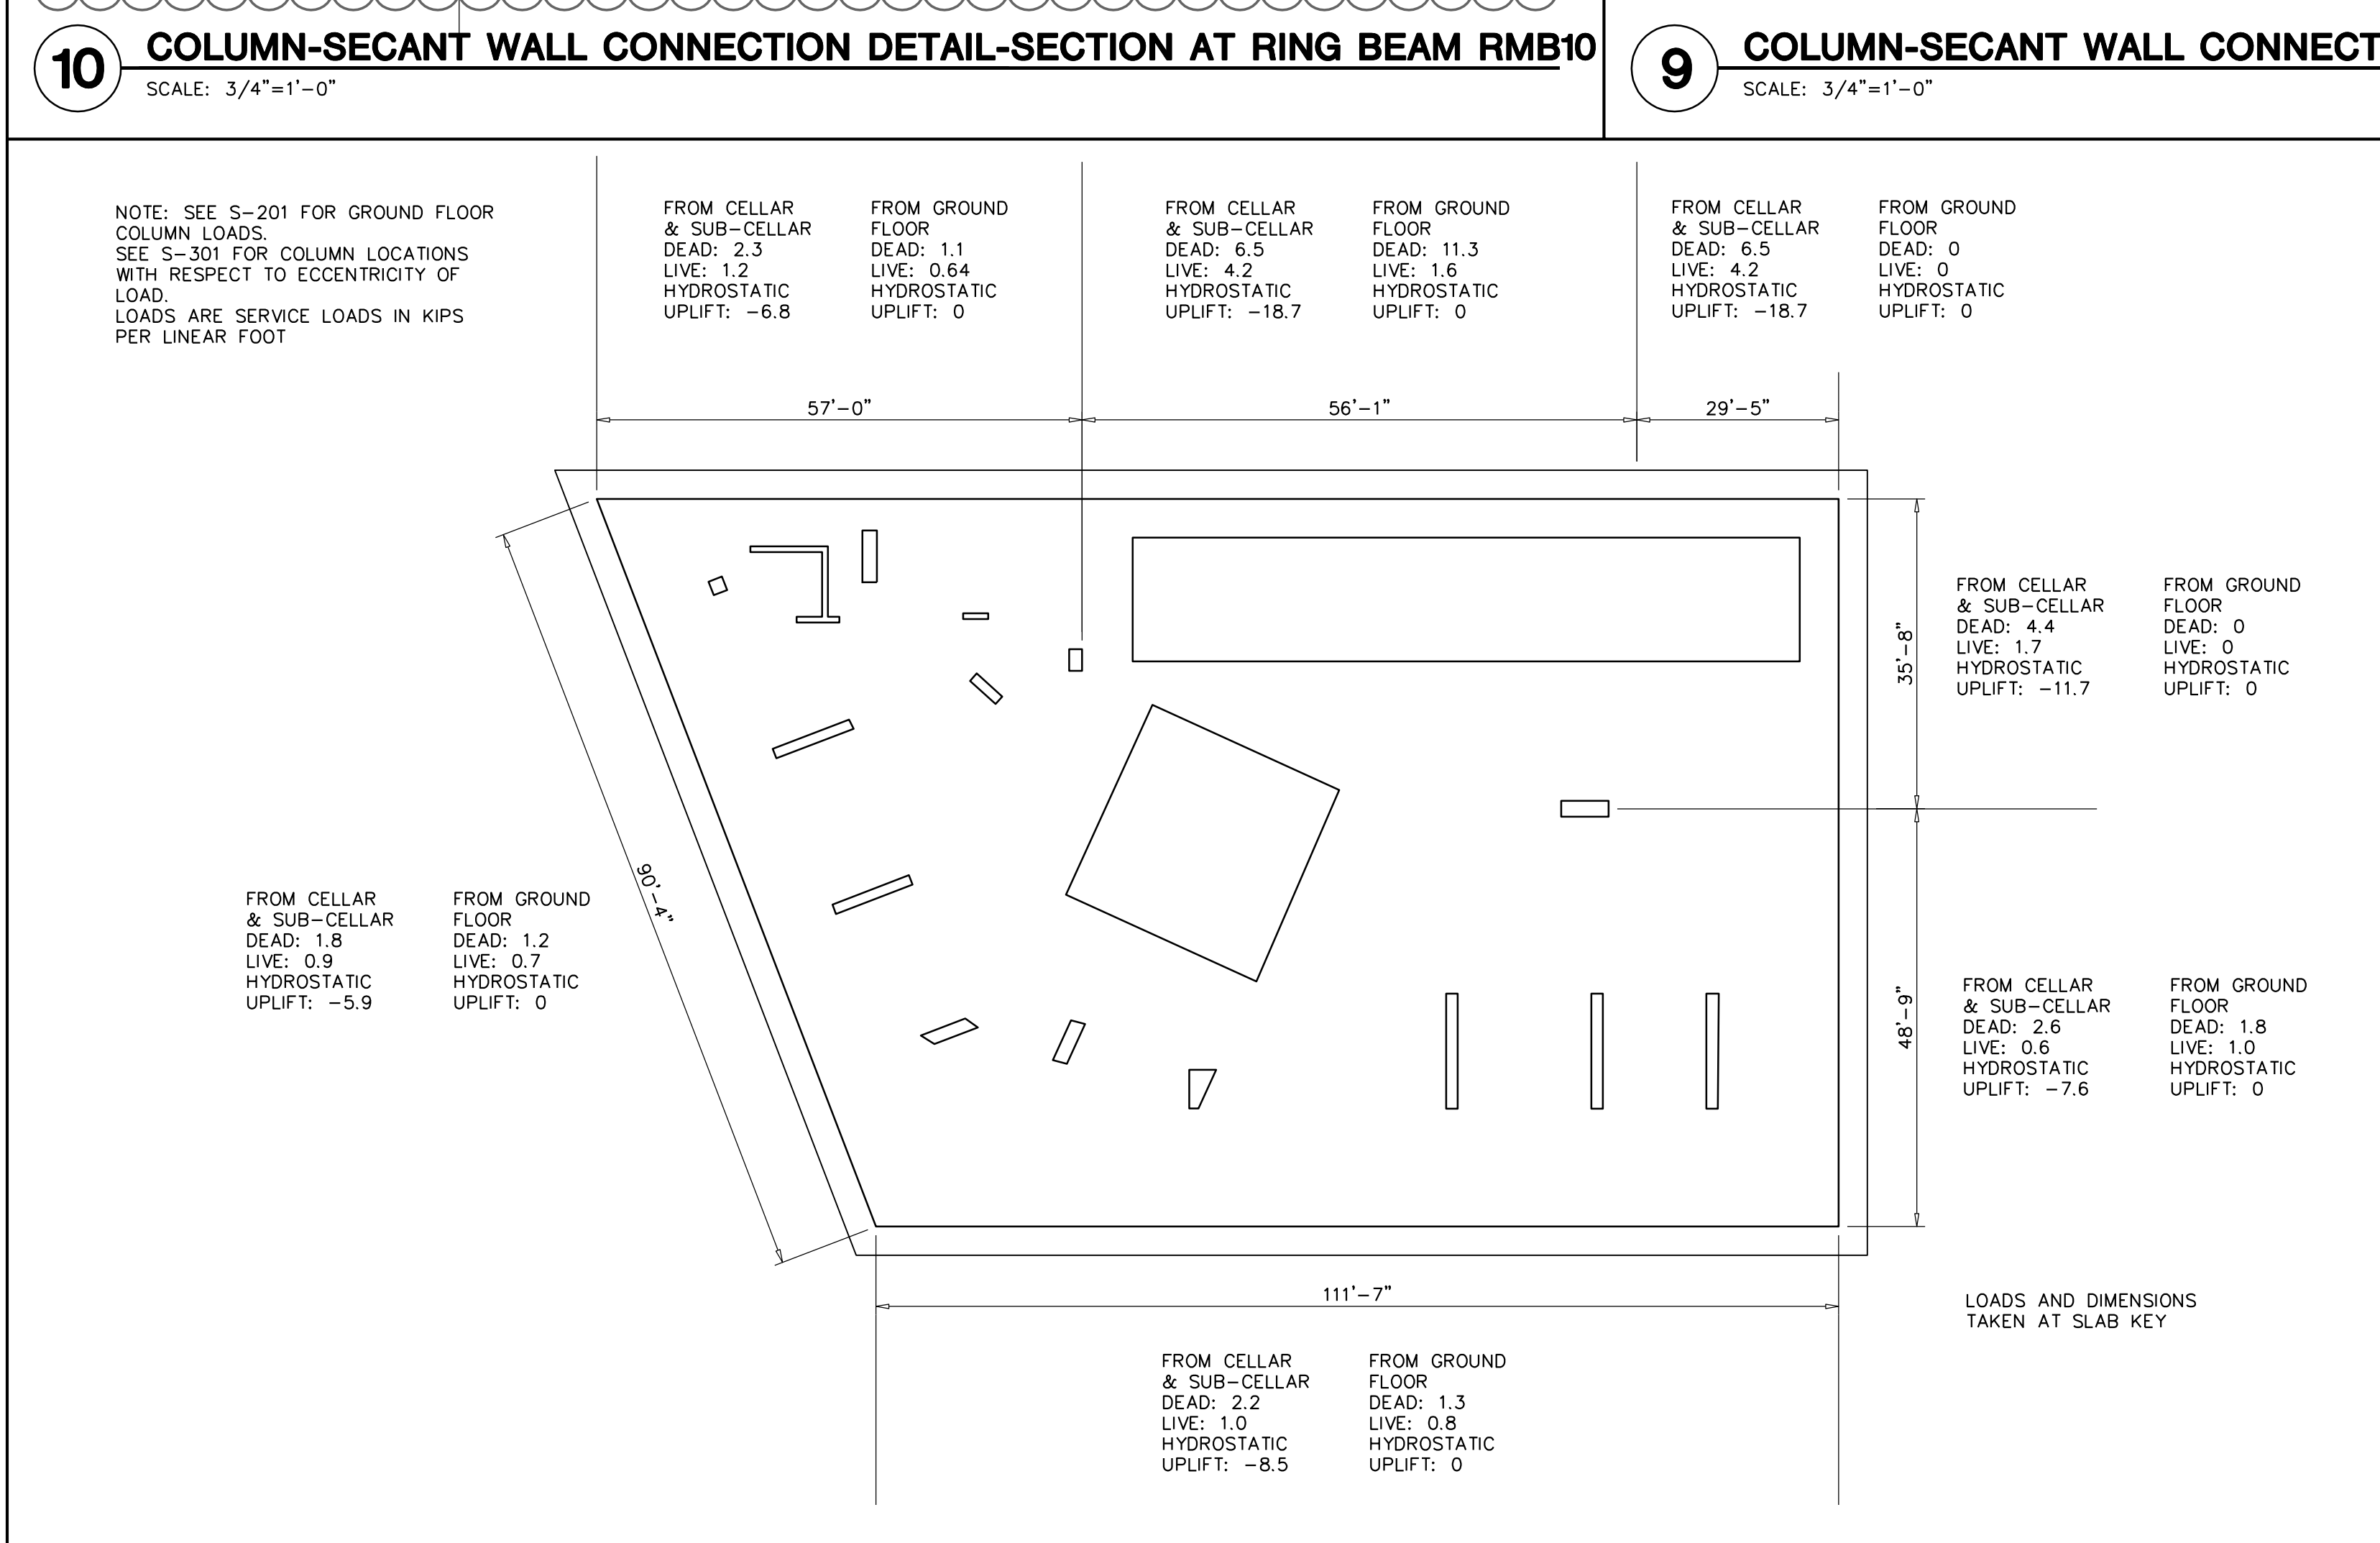 10
COLUMN-SECANT WALL CONNECTION DETAIL-SECTION AT RING BEAM RMB10
SCALE: 3/4"=1'-0"
9
COLUMN-SECANT WALL CONNECT
SCALE: 3/4"=1'-0"
NOTE: SEE S-201 FOR GROUND FLOOR
COLUMN LOADS.
SEE S-301 FOR COLUMN LOCATIONS
WITH RESPECT TO ECCENTRICITY OF
LOAD.
LOADS ARE SERVICE LOADS IN KIPS
PER LINEAR FOOT
FROM CELLAR
& SUB-CELLAR
DEAD: 2.3
LIVE: 1.2
HYDROSTATIC
UPLIFT: -6.8
FROM GROUND
FLOOR
DEAD: 1.1
LIVE: 0.64
HYDROSTATIC
UPLIFT: 0
FROM CELLAR
& SUB-CELLAR
DEAD: 6.5
LIVE: 4.2
HYDROSTATIC
UPLIFT: -18.7
FROM GROUND
FLOOR
DEAD: 11.3
LIVE: 1.6
HYDROSTATIC
UPLIFT: 0
FROM CELLAR
& SUB-CELLAR
DEAD: 6.5
LIVE: 4.2
HYDROSTATIC
UPLIFT: -18.7
FROM GROUND
FLOOR
DEAD: 0
LIVE: 0
HYDROSTATIC
UPLIFT: 0
57'-0"
56'-1"
29'-5"
35'-8"
FROM CELLAR
& SUB-CELLAR
DEAD: 4.4
LIVE: 1.7
HYDROSTATIC
UPLIFT: -11.7
FROM GROUND
FLOOR
DEAD: 0
LIVE: 0
HYDROSTATIC
UPLIFT: 0
90'-4"
FROM CELLAR
& SUB-CELLAR
DEAD: 1.8
LIVE: 0.9
HYDROSTATIC
UPLIFT: -5.9
FROM GROUND
FLOOR
DEAD: 1.2
LIVE: 0.7
HYDROSTATIC
UPLIFT: 0
48'-9"
FROM CELLAR
& SUB-CELLAR
DEAD: 2.6
LIVE: 0.6
HYDROSTATIC
UPLIFT: -7.6
FROM GROUND
FLOOR
DEAD: 1.8
LIVE: 1.0
HYDROSTATIC
UPLIFT: 0
111'-7"
LOADS AND DIMENSIONS
TAKEN AT SLAB KEY
FROM CELLAR
& SUB-CELLAR
DEAD: 2.2
LIVE: 1.0
HYDROSTATIC
UPLIFT: -8.5
FROM GROUND
FLOOR
DEAD: 1.3
LIVE: 0.8
HYDROSTATIC
UPLIFT: 0